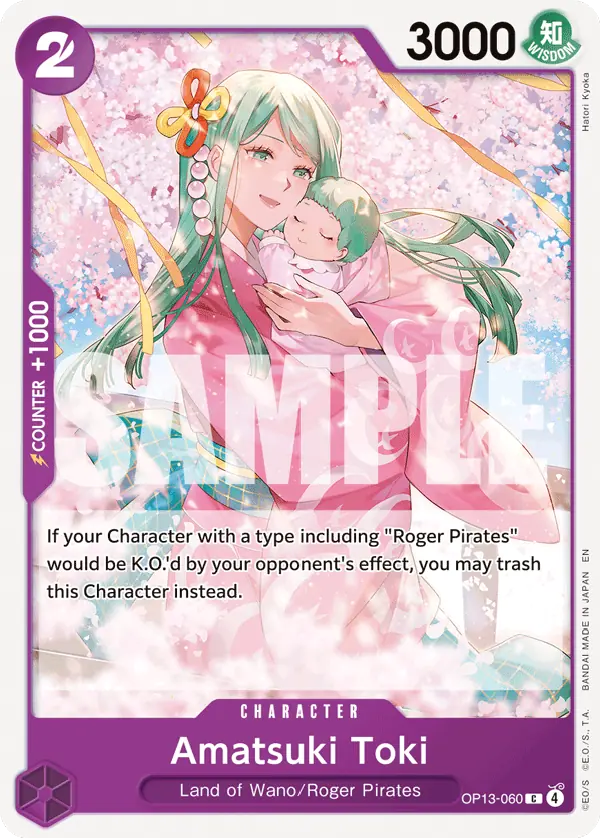 2
3000
知
WISDOM
Hatori Kyoka
COUNTER +1000
SAMPLE
If your Character with a type including "Roger Pirates"
would be K.O.'d by your opponent's effect, you may trash
this Character instead.
CHARACTER
Amatsuki Toki
Land of Wano/Roger Pirates
OP13-060 C 4
©EO/S ©E.O./S., T.A. BANDAI MADE IN JAPAN EN